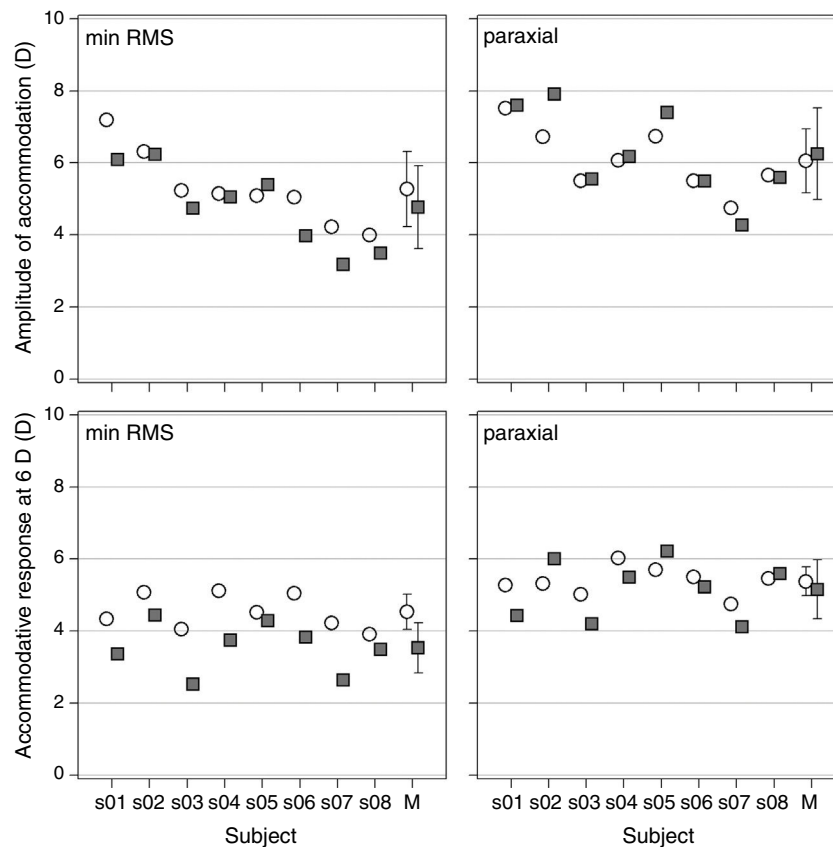 Amplitude of accommodation (D)
10
8
6
4
2
0
min RMS
paraxial
Accommodative response at 6 D (D)
10
8
6
4
2
0
min RMS
paraxial
s01 s02 s03 s04 s05 s06 s07 s08 M
s01 s02 s03 s04 s05 s06 s07 s08 M
Subject
Subject